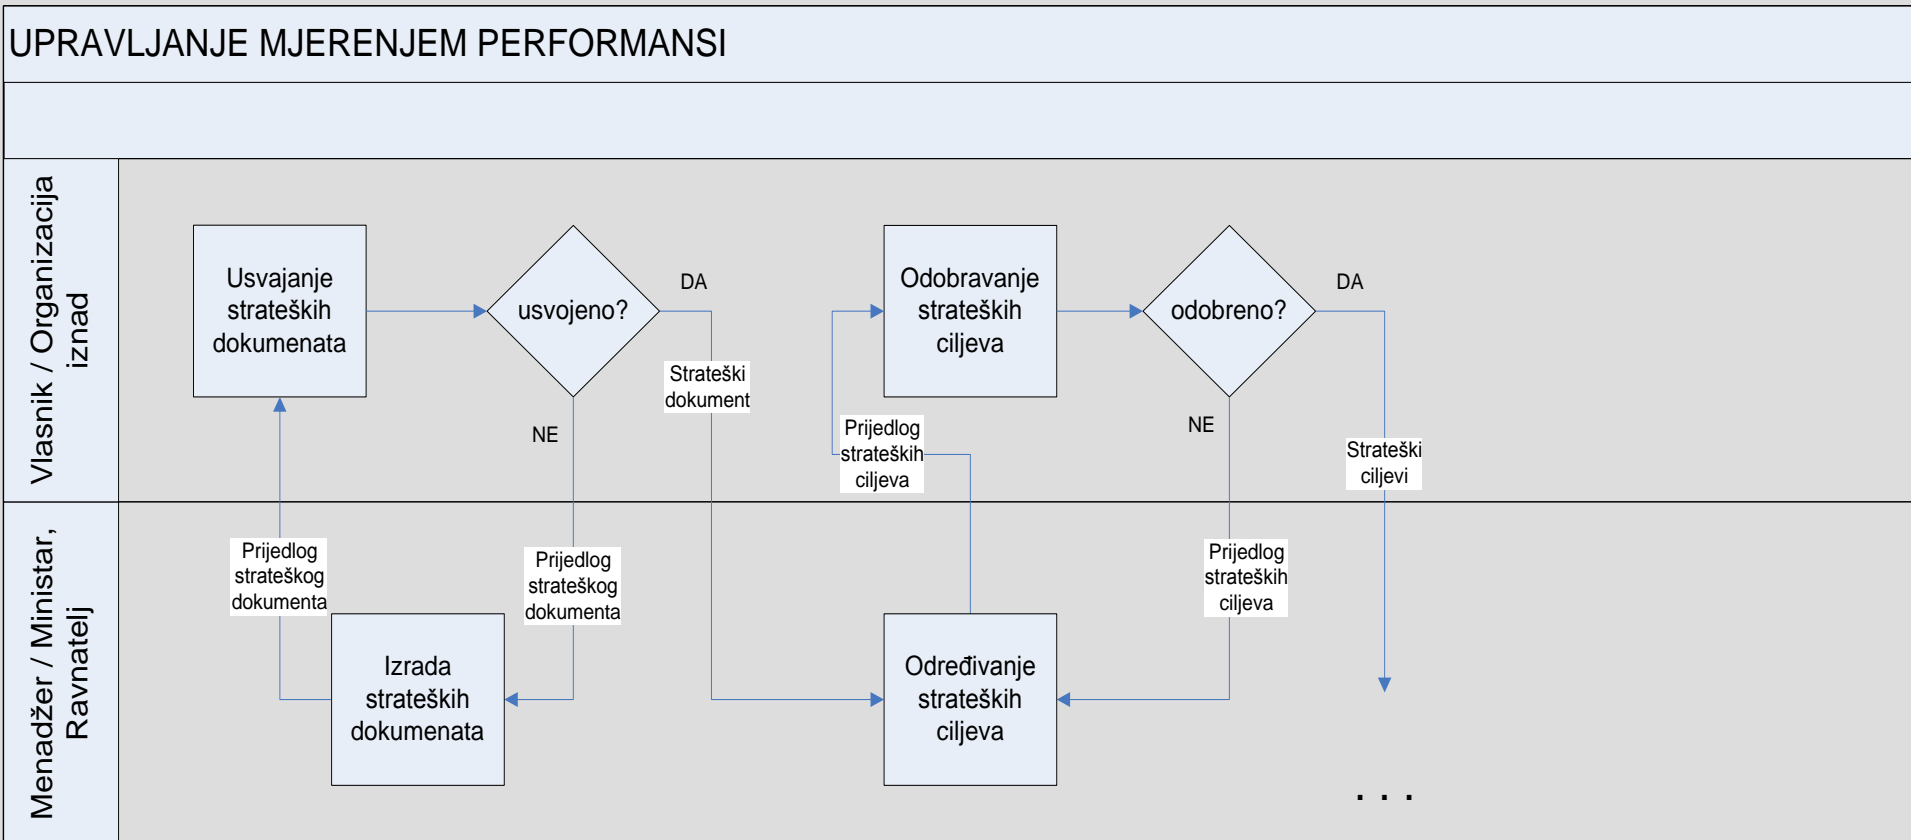 UPRAVLJANJE MJERENJEM PERFORMANSI
Vlasnik / Organizacija
iznad
Usvajanje
strateških
dokumenata
usvojeno?
DA
NE
Strateški
dokument
Odobravanje
strateških
ciljeva
odobreno?
DA
NE
Prijedlog
strateških
ciljeva
Strateški
ciljevi
Menadžer / Ministar,
Ravnatelj
Prijedlog
strateškog
dokumenta
Izrada
strateških
dokumenata
Prijedlog
strateškog
dokumenta
Određivanje
strateških
ciljeva
Prijedlog
strateških
ciljeva
. . .